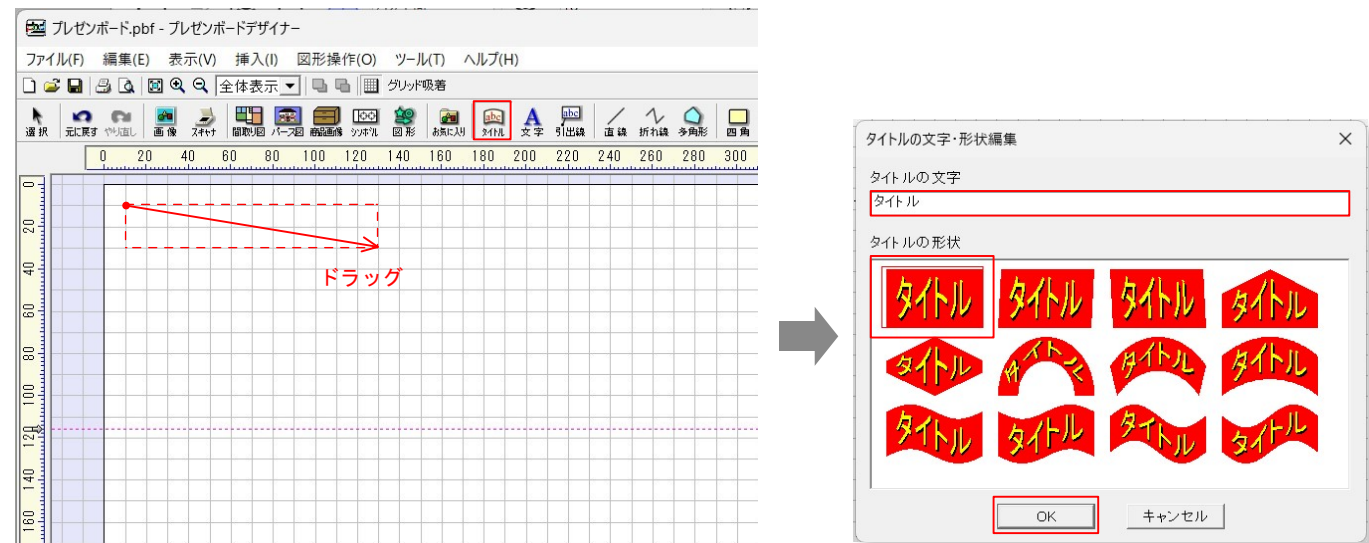 プレゼンボード.pbf - プレゼンボードデザイナー
ファイル(F) 編集(E) 表示(V) 挿入(I) 図形操作(O) ツール(T) ヘルプ(H)
全体表示 グリッド吸着
選択 元に戻す やり直し 画像 スキャナ 間取り図 パース図 商品画像 シンボル 図形 お気に入り タイトル 文字 引出線 直線 折れ線 多角形 四角
0 20 40 60 80 100 120 140 160 180 200 220 240 260 280 300
0
20
40
60
80
100
120
140
160
ドラッグ
タイトルの文字・形状編集
タイトルの文字
タイトル
タイトルの形状
タイトル タイトル タイトル タイトル
タイトル タイトル タイトル タイトル
タイトル タイトル タイトル タイトル
OK キャンセル